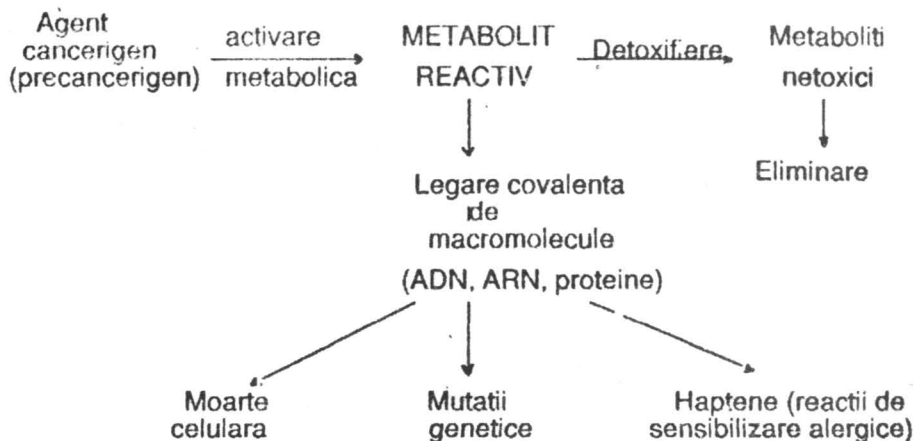 Agent
cancerigen
(precancerigen)
activare
metabolica
METABOLIT
REACTIV
Detoxifiere
Metaboliti
netoxici
Eliminare
Legare covalenta
de
macromolecule
(ADN, ARN, proteine)
Moarte
celulara
Mutatii
genetice
Haptene (reactii de
sensibilizare alergice)